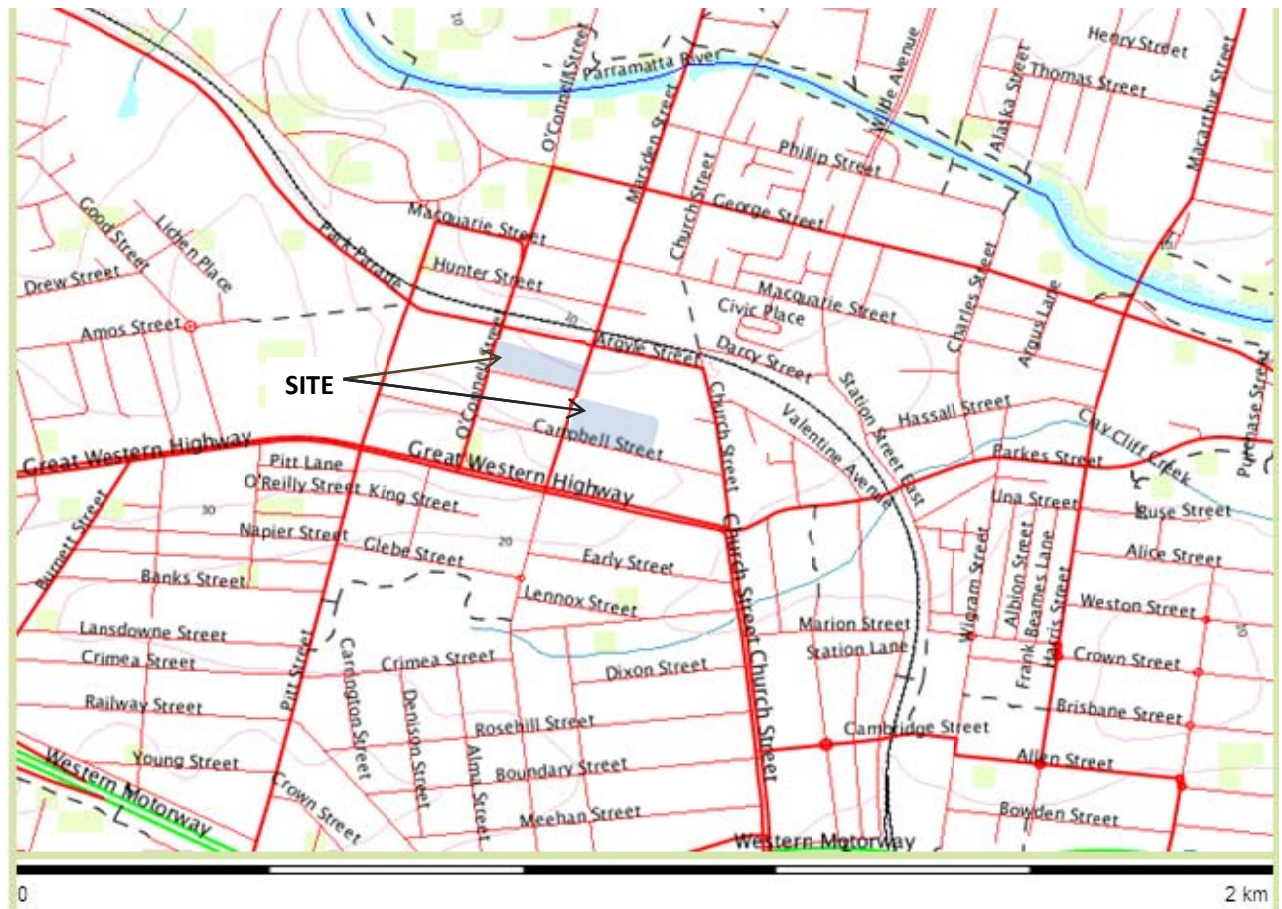 10
Henry Street
Thomas Street
Parramatta River
O'Connell Street
Wilde Avenue
Alaska Street
Macarthur Street
Marsden Street
Phillip Street
Church Street
George Street
Macquarie Street
Good Street
Lichen Place
Park Parade
Hunter Street
Drew Street
Macquarie Street
Civic Place
Charles Street
Argus Lane
Amos Street
10
O'Connell Street
Argyle Street
Darcy Street
SITE
Station Street East
Hassall Street
Church Street
Valentine Avenue
Clay Cliff Creek
Purchase Street
Campbell Street
Great Western Highway
Great Western Highway
Parkes Street
Pitt Lane
O'Reilly Street
King Street
Una Street
Ruse Street
Burnett Street
30
Napier Street
Glebe Street
20
Early Street
Church Street
Wigram Street
Albion Street
Frank Beames Lane
Harris Street
Alice Street
Banks Street
Lennox Street
Weston Street
Lansdowne Street
Marion Street
10
Crimea Street
Crimea Street
Dixon Street
Station Lane
Crown Street
Carrington Street
Pitt Street
Denison Street
Church Street
Railway Street
Rosehill Street
Brisbane Street
Cambridge Street
Young Street
Alma Street
Boundary Street
Allen Street
Western Motorway
Crown Street
Meehan Street
Bowden Street
Western Motorway
0
2 km